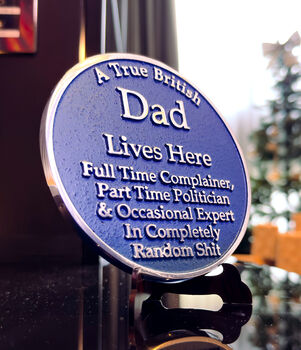 A True British
Dad
Lives Here
Full Time Complainer,
Part Time Politician
& Occasional Expert
In Completely
Random Shit